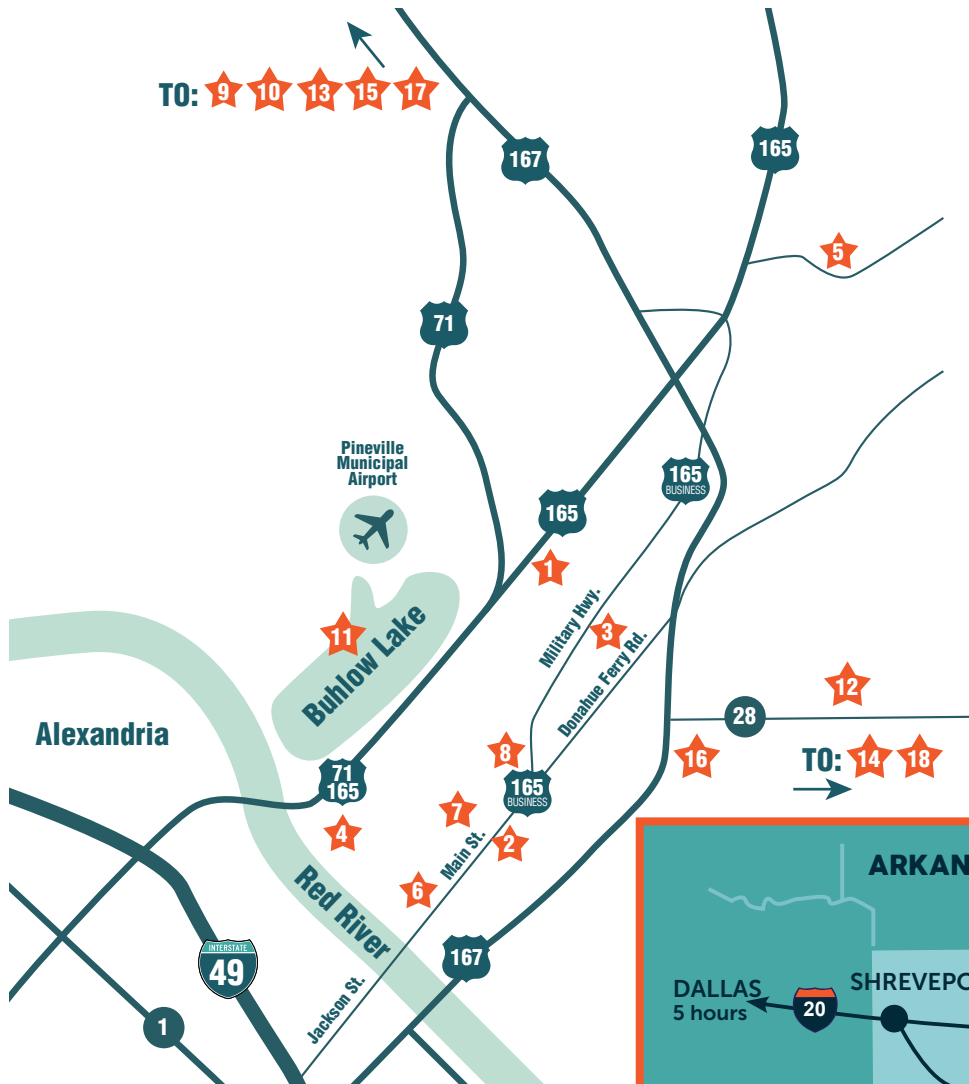 TO: 9 10 13 15 17
167
165
5
71
Pineville
Municipal
Airport
165
BUSINESS
165
1
Military Hwy.
3
Donahue Ferry Rd.
11
Buhlow Lake
12
28
Alexandria
16
TO: 14 18
8
71
165
165
BUSINESS
7
4
2
Main St.
6
Red River
INTERSTATE
49
167
Jackson St.
1
ARKAN
DALLAS
5 hours
20
SHREVEPO